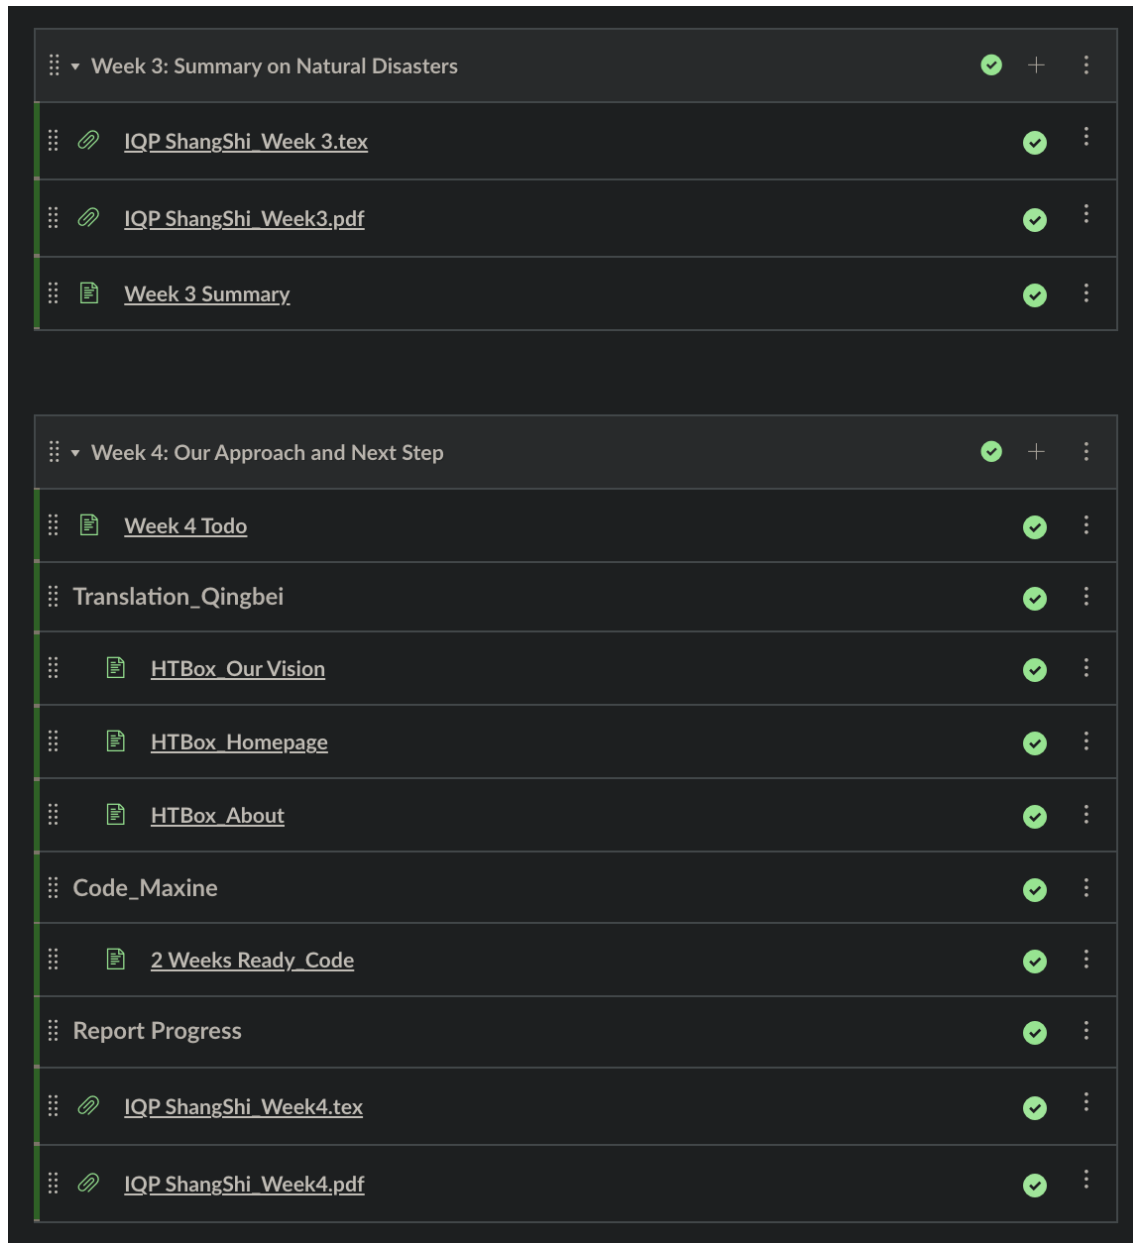 Week 3: Summary on Natural Disasters
IQP ShangShi_Week 3.tex
IQP ShangShi_Week3.pdf
Week 3 Summary
Week 4: Our Approach and Next Step
Week 4 Todo
Translation_Qingbei
HTBox_Our Vision
HTBox_Homepage
HTBox_About
Code_Maxine
2 Weeks Ready_Code
Report Progress
IQP ShangShi_Week4.tex
IQP ShangShi_Week4.pdf